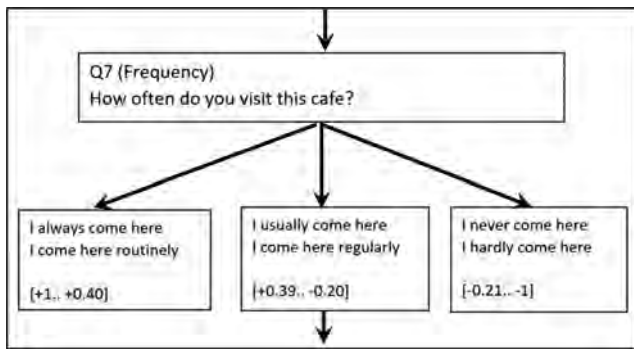 Q7 (Frequency)
How often do you visit this cafe?
I always come here
I come here routinely
[+1.. +0.40]
I usually come here
I come here regularly
[+0.39.. -0.20]
I never come here
I hardly come here
[-0.21.. -1]